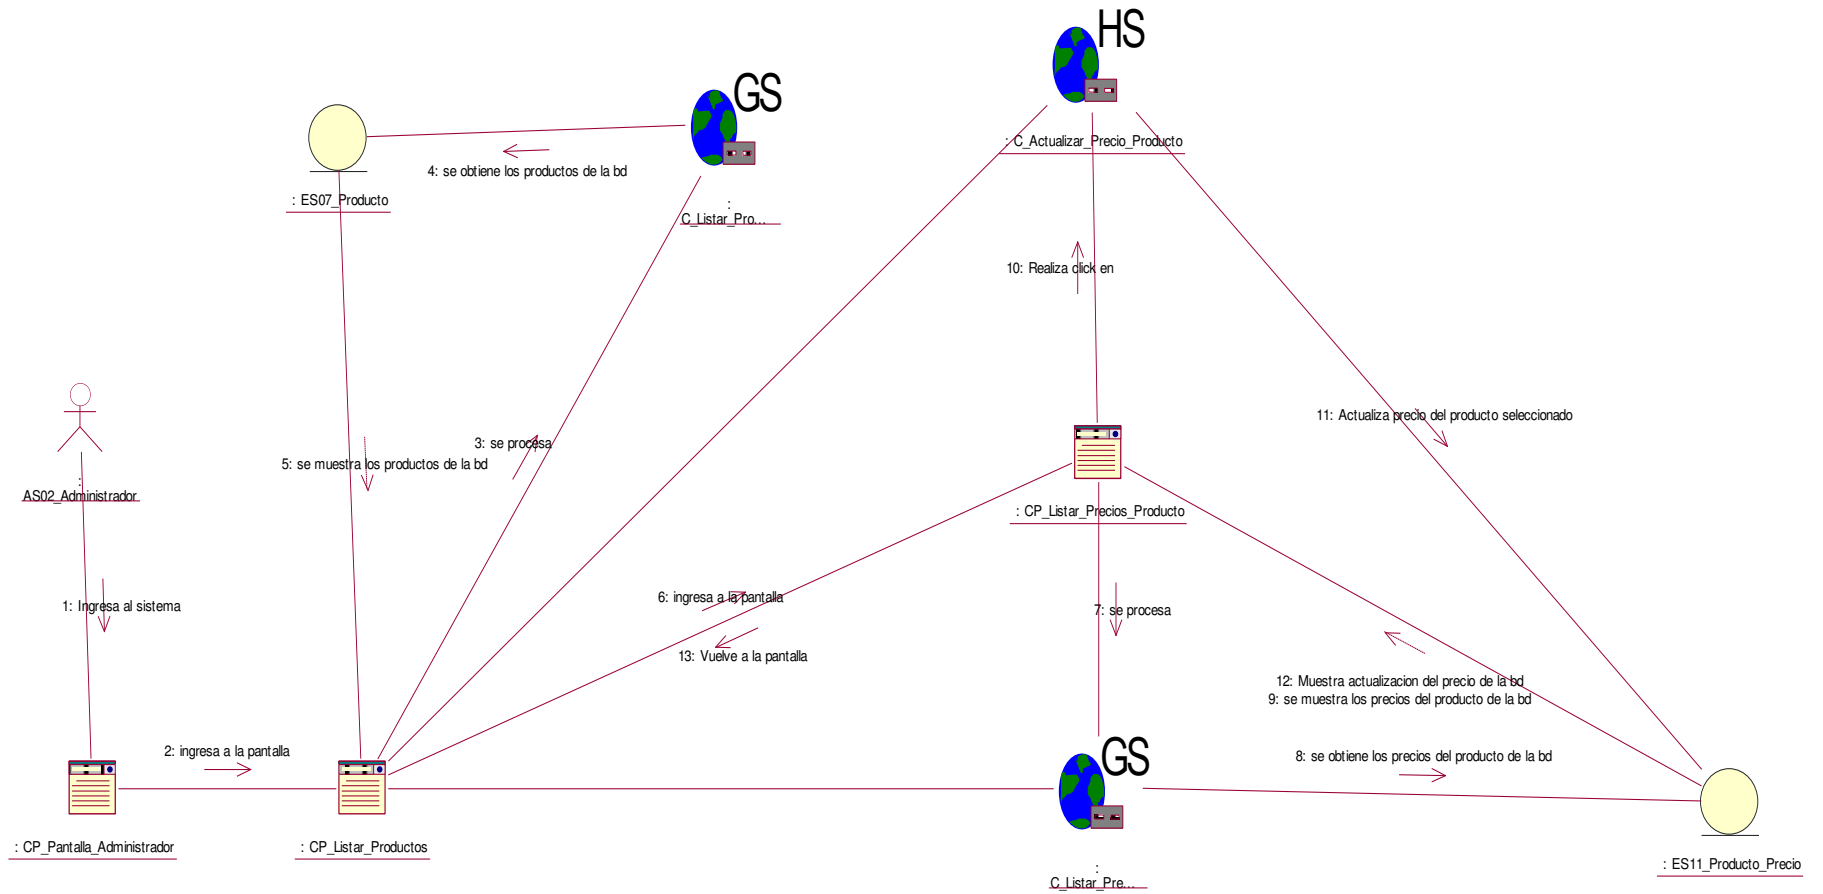 HS
GS
: C_Actualizar_Precio_Producto
4: se obtiene los productos de la bd
: ES07_Producto
:
C_Listar_Pro...
10: Realiza click en
11: Actualiza precio del producto seleccionado
3: se procesa
5: se muestra los productos de la bd
:
AS02_Administrador
: CP_Listar_Precios_Producto
6: ingresa a la pantalla
1: Ingresa al sistema
7: se procesa
13: Vuelve a la pantalla
12: Muestra actualizacion del precio de la bd
9: se muestra los precios del producto de la bd
2: ingresa a la pantalla
GS
8: se obtiene los precios del producto de la bd
: CP_Pantalla_Administrador
: CP_Listar_Productos
: ES11_Producto_Precio
:
C_Listar_Pre...